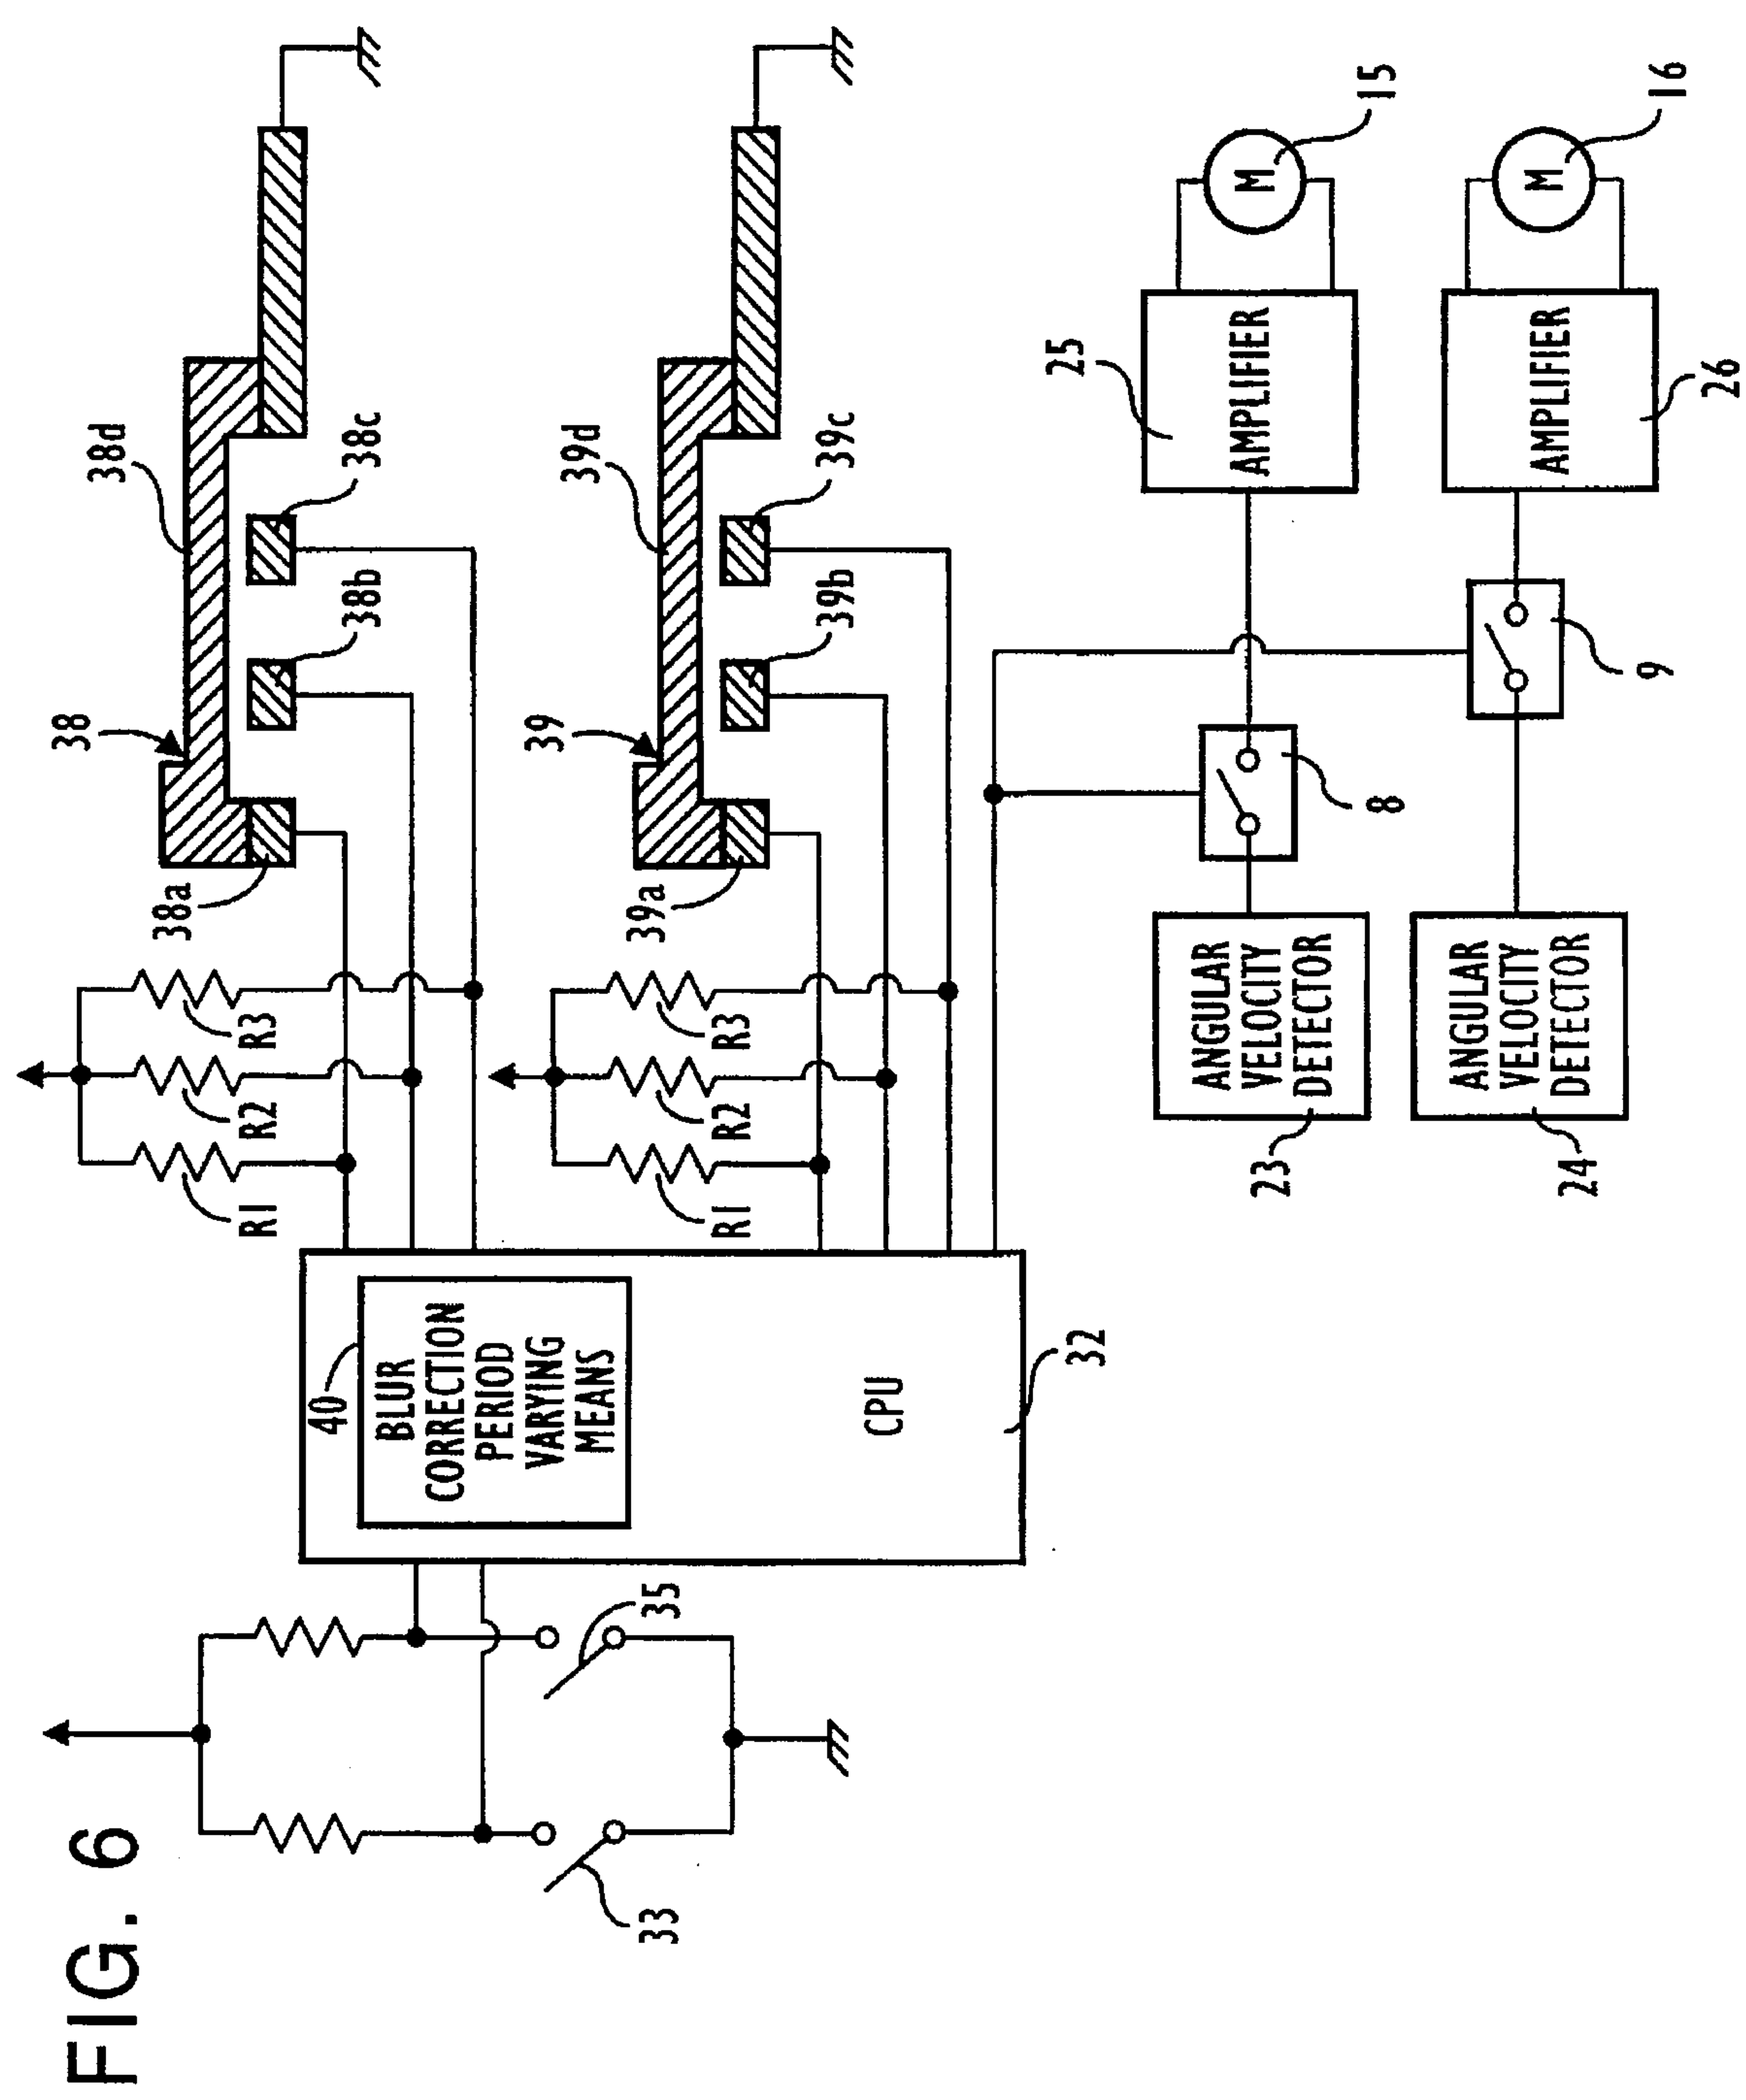 FIG. 6
33
35
40
BLUR
CORRECTION
PERIOD
VARYING
MEANS
CPU
32
R1
R2
R3
38a
38
38b
38c
38d
R1
R2
R3
39a
39
39b
39c
39d
23
ANGULAR
VELOCITY
DETECTOR
8
25
AMPLIFIER
M
15
24
ANGULAR
VELOCITY
DETECTOR
9
26
AMPLIFIER
M
16